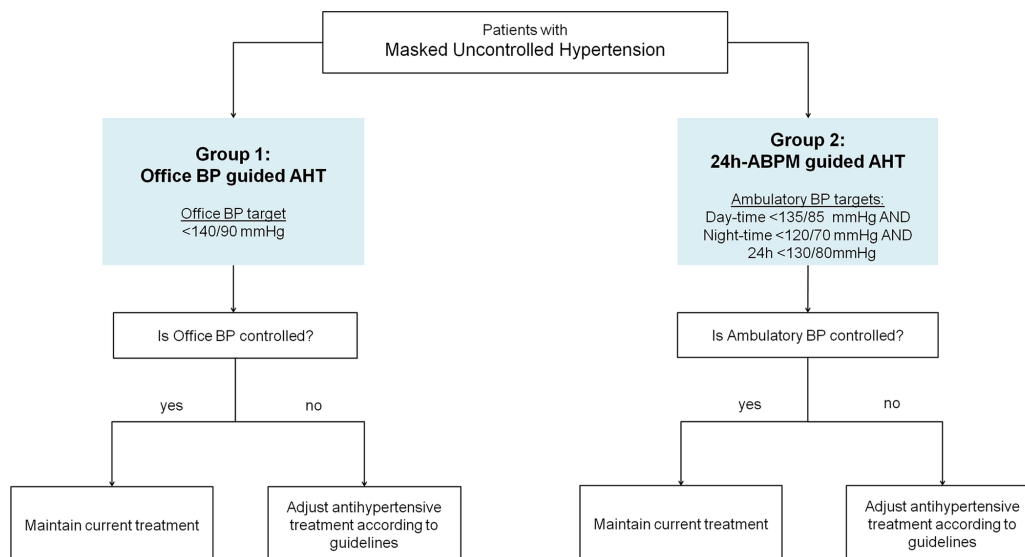 Patients with
Masked Uncontrolled Hypertension
Group 1:
Office BP guided AHT
Office BP target
<140/90 mmHg
Group 2:
24h-ABPM guided AHT
Ambulatory BP targets:
Day-time <135/85 mmHg AND
Night-time <120/70 mmHg AND
24h <130/80mmHg
Is Office BP controlled?
Is Ambulatory BP controlled?
yes
no
yes
no
Maintain current treatment
Adjust antihypertensive
treatment according to
guidelines
Maintain current treatment
Adjust antihypertensive
treatment according to
guidelines